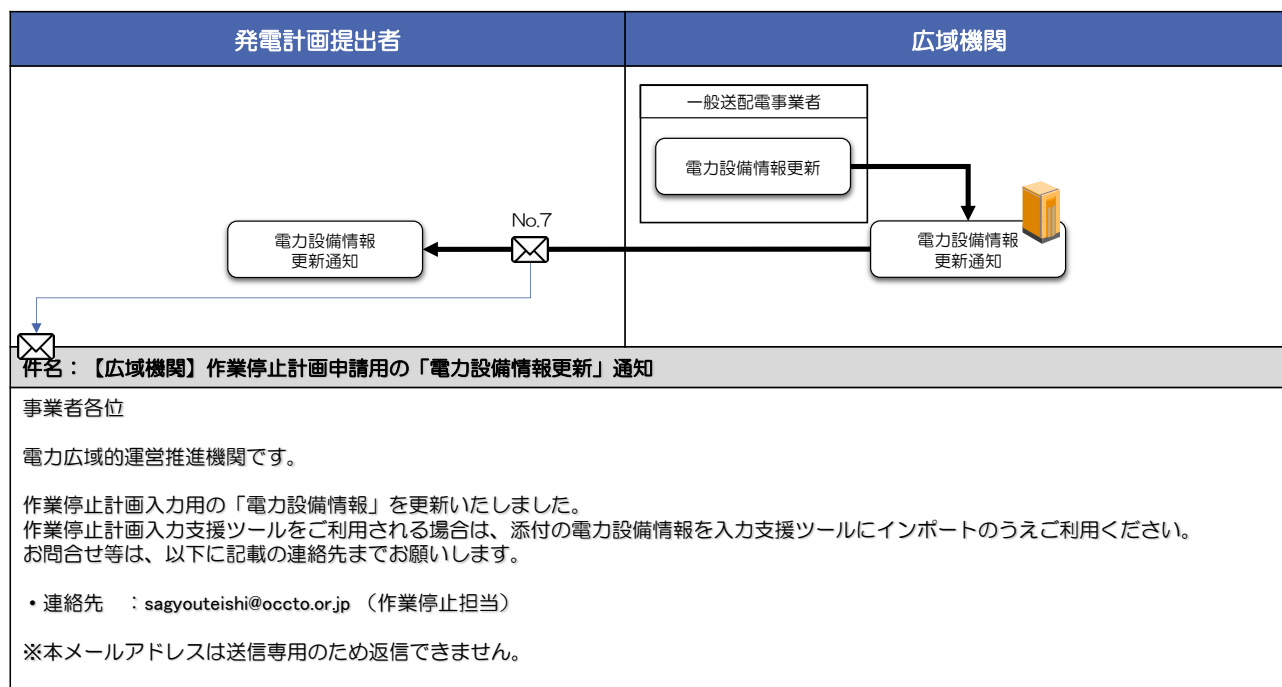 発電計画提出者
広域機関
一般送配電事業者
電力設備情報更新
No.7
電力設備情報
更新通知
電力設備情報
更新通知
件名：【広域機関】作業停止計画申請用の「電力設備情報更新」通知
事業者各位
電力広域的運営推進機関です。
作業停止計画入力用の「電力設備情報」を更新いたしました。
作業停止計画入力支援ツールをご利用される場合は、添付の電力設備情報を入力支援ツールにインポートのうえご利用ください。
お問合せ等は、以下に記載の連絡先までお願いします。
・連絡先　：sagyouteishi@occto.or.jp （作業停止担当）
※本メールアドレスは送信専用のため返信できません。